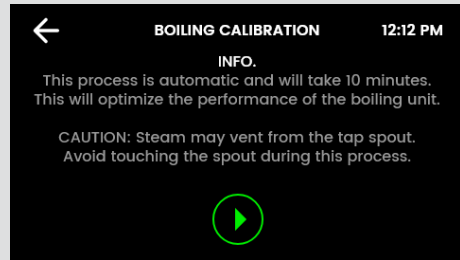 BOILING CALIBRATION 12:12 PM
INFO.
This process is automatic and will take 10 minutes.
This will optimize the performance of the boiling unit.
CAUTION: Steam may vent from the tap spout.
Avoid touching the spout during this process.